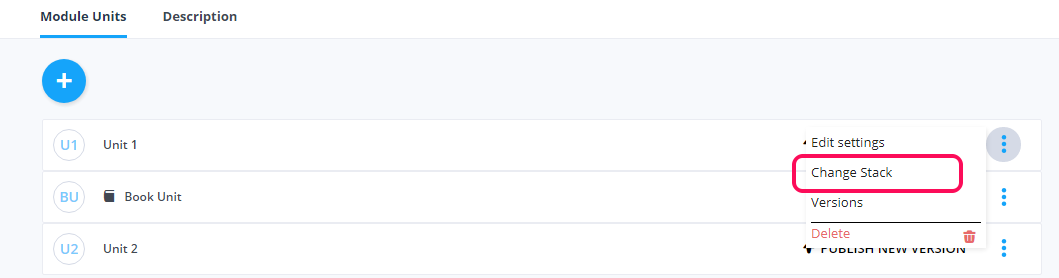 Module Units Description
+
U1 Unit 1
Edit settings
Change Stack
BU Book Unit
Versions
Delete
U2 Unit 2
PUBLISH NEW VERSION